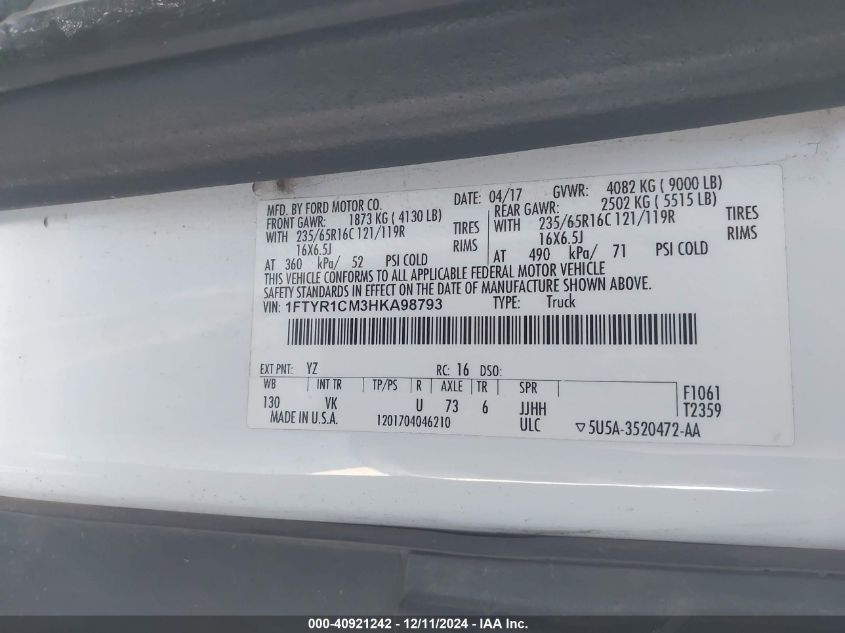 MFD. BY FORD MOTOR CO. DATE: 04/17 GVWR: 4082 KG ( 9000 LB)
FRONT GAWR: 1873 KG ( 4130 LB) REAR GAWR: 2502 KG ( 5515 LB)
WITH 235/65R16C 121/119R TIRES WITH 235/65R16C 121/119R TIRES
16X6.5J RIMS 16X6.5J RIMS
AT 360 kPa/ 52 PSI COLD AT 490 kPa/ 71 PSI COLD
THIS VEHICLE CONFORMS TO ALL APPLICABLE FEDERAL MOTOR VEHICLE
SAFETY STANDARDS IN EFFECT ON THE DATE OF MANUFACTURE SHOWN ABOVE.
VIN: 1FTYR1CM3HKA98793 TYPE: Truck
EXT PNT: YZ RC: 16 DSO:
WB INT TR TP/PS R AXLE TR SPR F1061
130 VK U 73 6 JJHH T2359
MADE IN U.S.A. 1201704046210 ULC ▽5U5A-3520472-AA
000-40921242 - 12/11/2024 - IAA Inc.